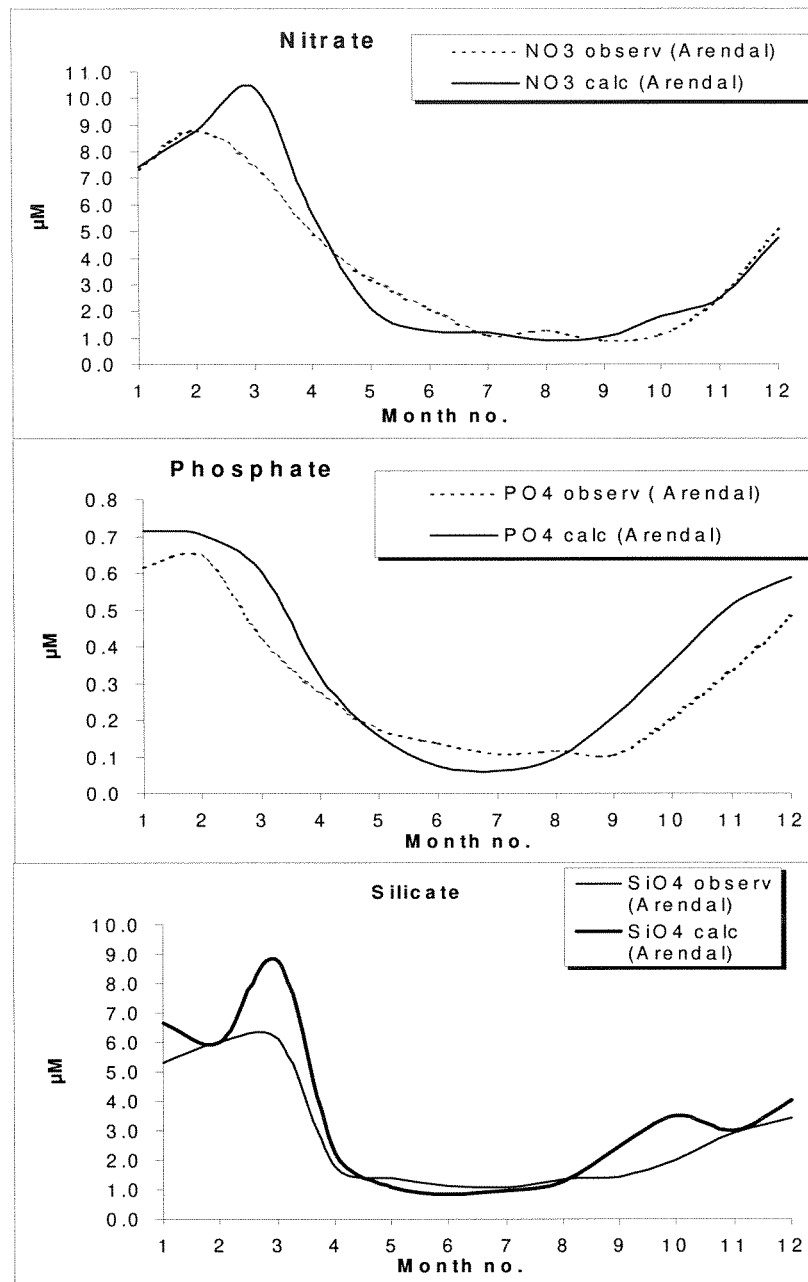 Nitrate
NO3 observ (Arendal)
NO3 calc (Arendal)
11.0
10.0
9.0
8.0
7.0
6.0
5.0
4.0
3.0
2.0
1.0
0.0
µM
1 2 3 4 5 6 7 8 9 10 11 12
Month no.
Phosphate
PO4 observ ( Arendal)
PO4 calc (Arendal)
0.8
0.7
0.6
0.5
0.4
0.3
0.2
0.1
0.0
µM
1 2 3 4 5 6 7 8 9 10 11 12
Month no.
Silicate
SiO4 observ
(Arendal)
SiO4 calc
(Arendal)
10.0
9.0
8.0
7.0
6.0
5.0
4.0
3.0
2.0
1.0
0.0
µM
1 2 3 4 5 6 7 8 9 10 11 12
Month no.